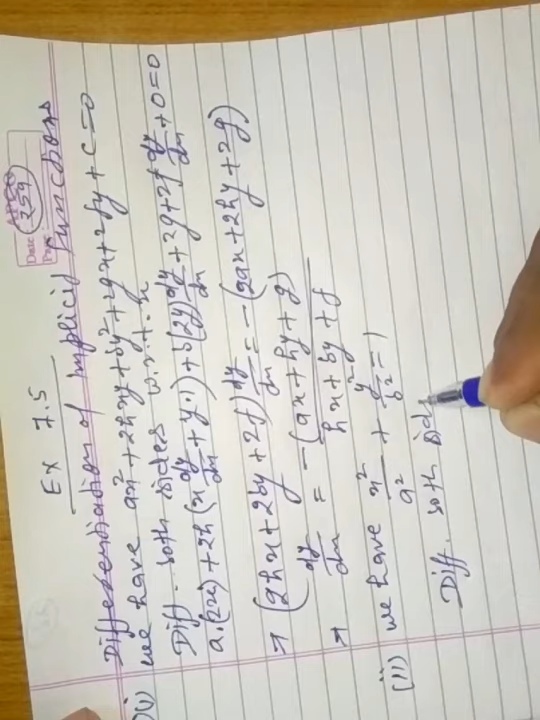 Date:
Page: 259
Ex 7.5
Differentiation of implicit functions
(i) we have ax² + 2hxy + by² + 2gx + 2fy + c = 0
Diff. both sides w.r.t. x
a.(2x) + 2h (x dy/dx + y.1) + b(2y) dy/dx + 2g + 2f dy/dx + 0 = 0
→ (2hx + 2by + 2f) dy/dx = -(2ax + 2hy + 2g)
→ dy/dx = -(ax + hy + g) / hx + by + f
(ii) we have x²/a² + y²/b² = 1
Diff. both sid